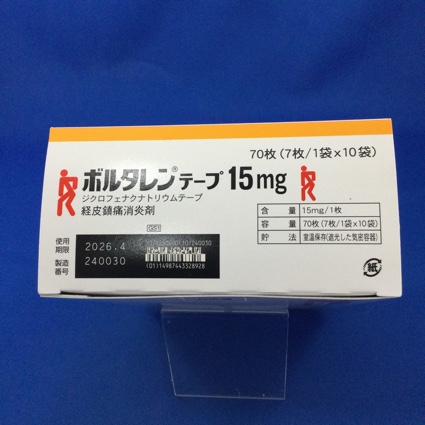 70枚(7枚/1袋×10袋)
ボルタレン®テープ15mg
ジクロフェナクナトリウムテープ
経皮鎮痛消炎剤
含量 15mg/1枚
容量 70枚(7枚/1袋×10袋)
貯法 室温保存(遮光した気密容器)
GS1
使用期限 2026.4
製造番号 240030
(01)14987443328928
紙